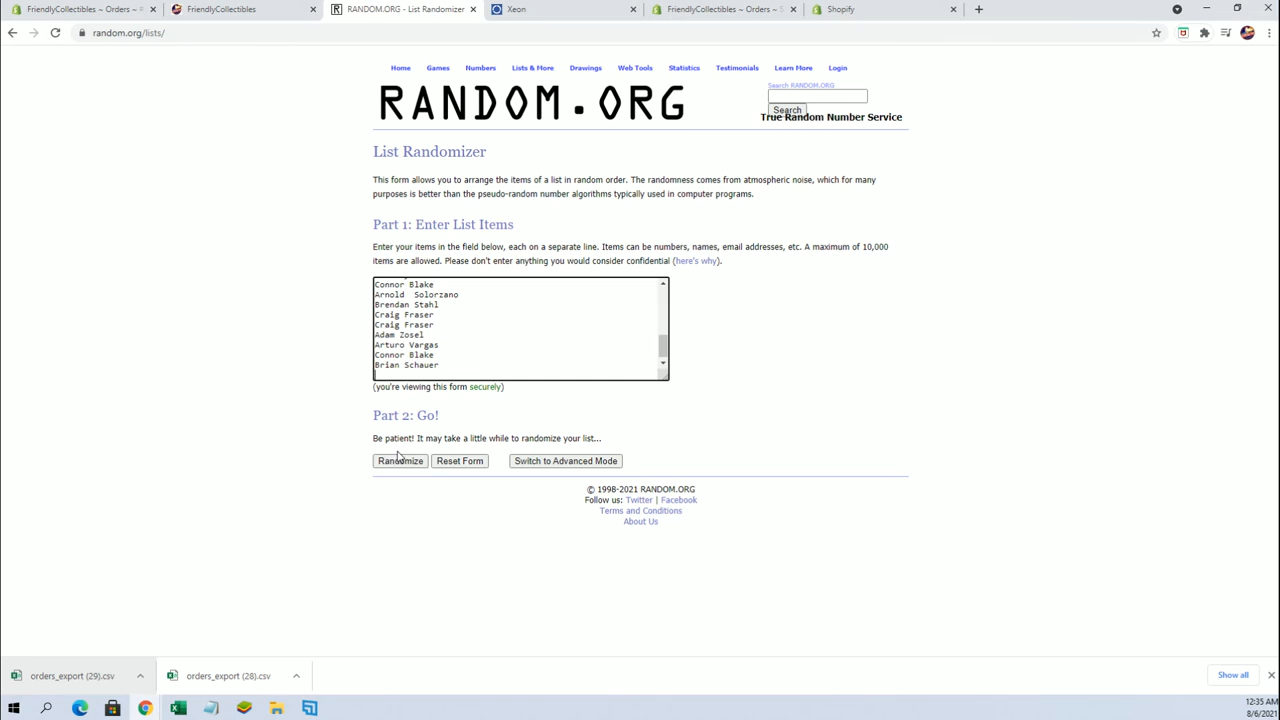 FriendlyCollectibles ~ Orders ~
FriendlyCollectibles
RANDOM.ORG - List Randomizer
Xeon
FriendlyCollectibles ~ Orders ~ S
Shopify
random.org/lists/
Home Games Numbers Lists & More Drawings Web Tools Statistics Testimonials Learn More Login
Search RANDOM.ORG
RANDOM.ORG
Search
True Random Number Service
List Randomizer
This form allows you to arrange the items of a list in random order. The randomness comes from atmospheric noise, which for many
purposes is better than the pseudo-random number algorithms typically used in computer programs.
Part 1: Enter List Items
Enter your items in the field below, each on a separate line. Items can be numbers, names, email addresses, etc. A maximum of 10,000
items are allowed. Please don't enter anything you would consider confidential (here's why).
Connor Blake
Arnold  Solorzano
Brendan Stahl
Craig Fraser
Craig Fraser
Adam Zosel
Arturo Vargas
Connor Blake
Brian Schauer
(you're viewing this form securely)
Part 2: Go!
Be patient! It may take a little while to randomize your list...
Randomize Reset Form Switch to Advanced Mode
© 1998-2021 RANDOM.ORG
Follow us: Twitter | Facebook
Terms and Conditions
About Us
orders_export (29).csv
orders_export (28).csv
Show all
12:35 AM
8/6/2021